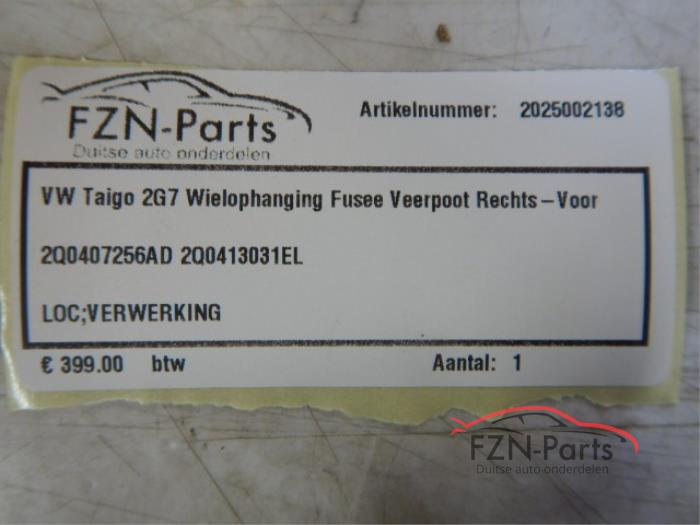 FZN-Parts
Duitse auto onderdelen
Artikelnummer: 2025002138
VW Taigo 2G7 Wielophanging Fusee Veerpoot Rechts-Voor
2Q0407256AD 2Q0413031EL
LOC;VERWERKING
€ 399.00 btw
Aantal: 1
FZN-Parts
Duitse auto onderdelen